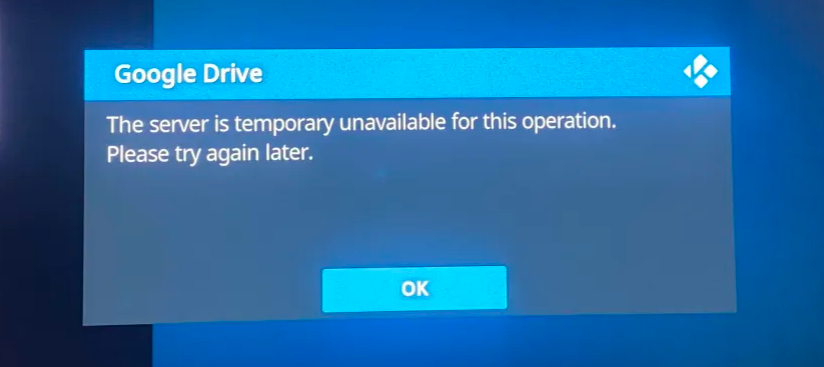 Google Drive
The server is temporary unavailable for this operation.
Please try again later.
OK